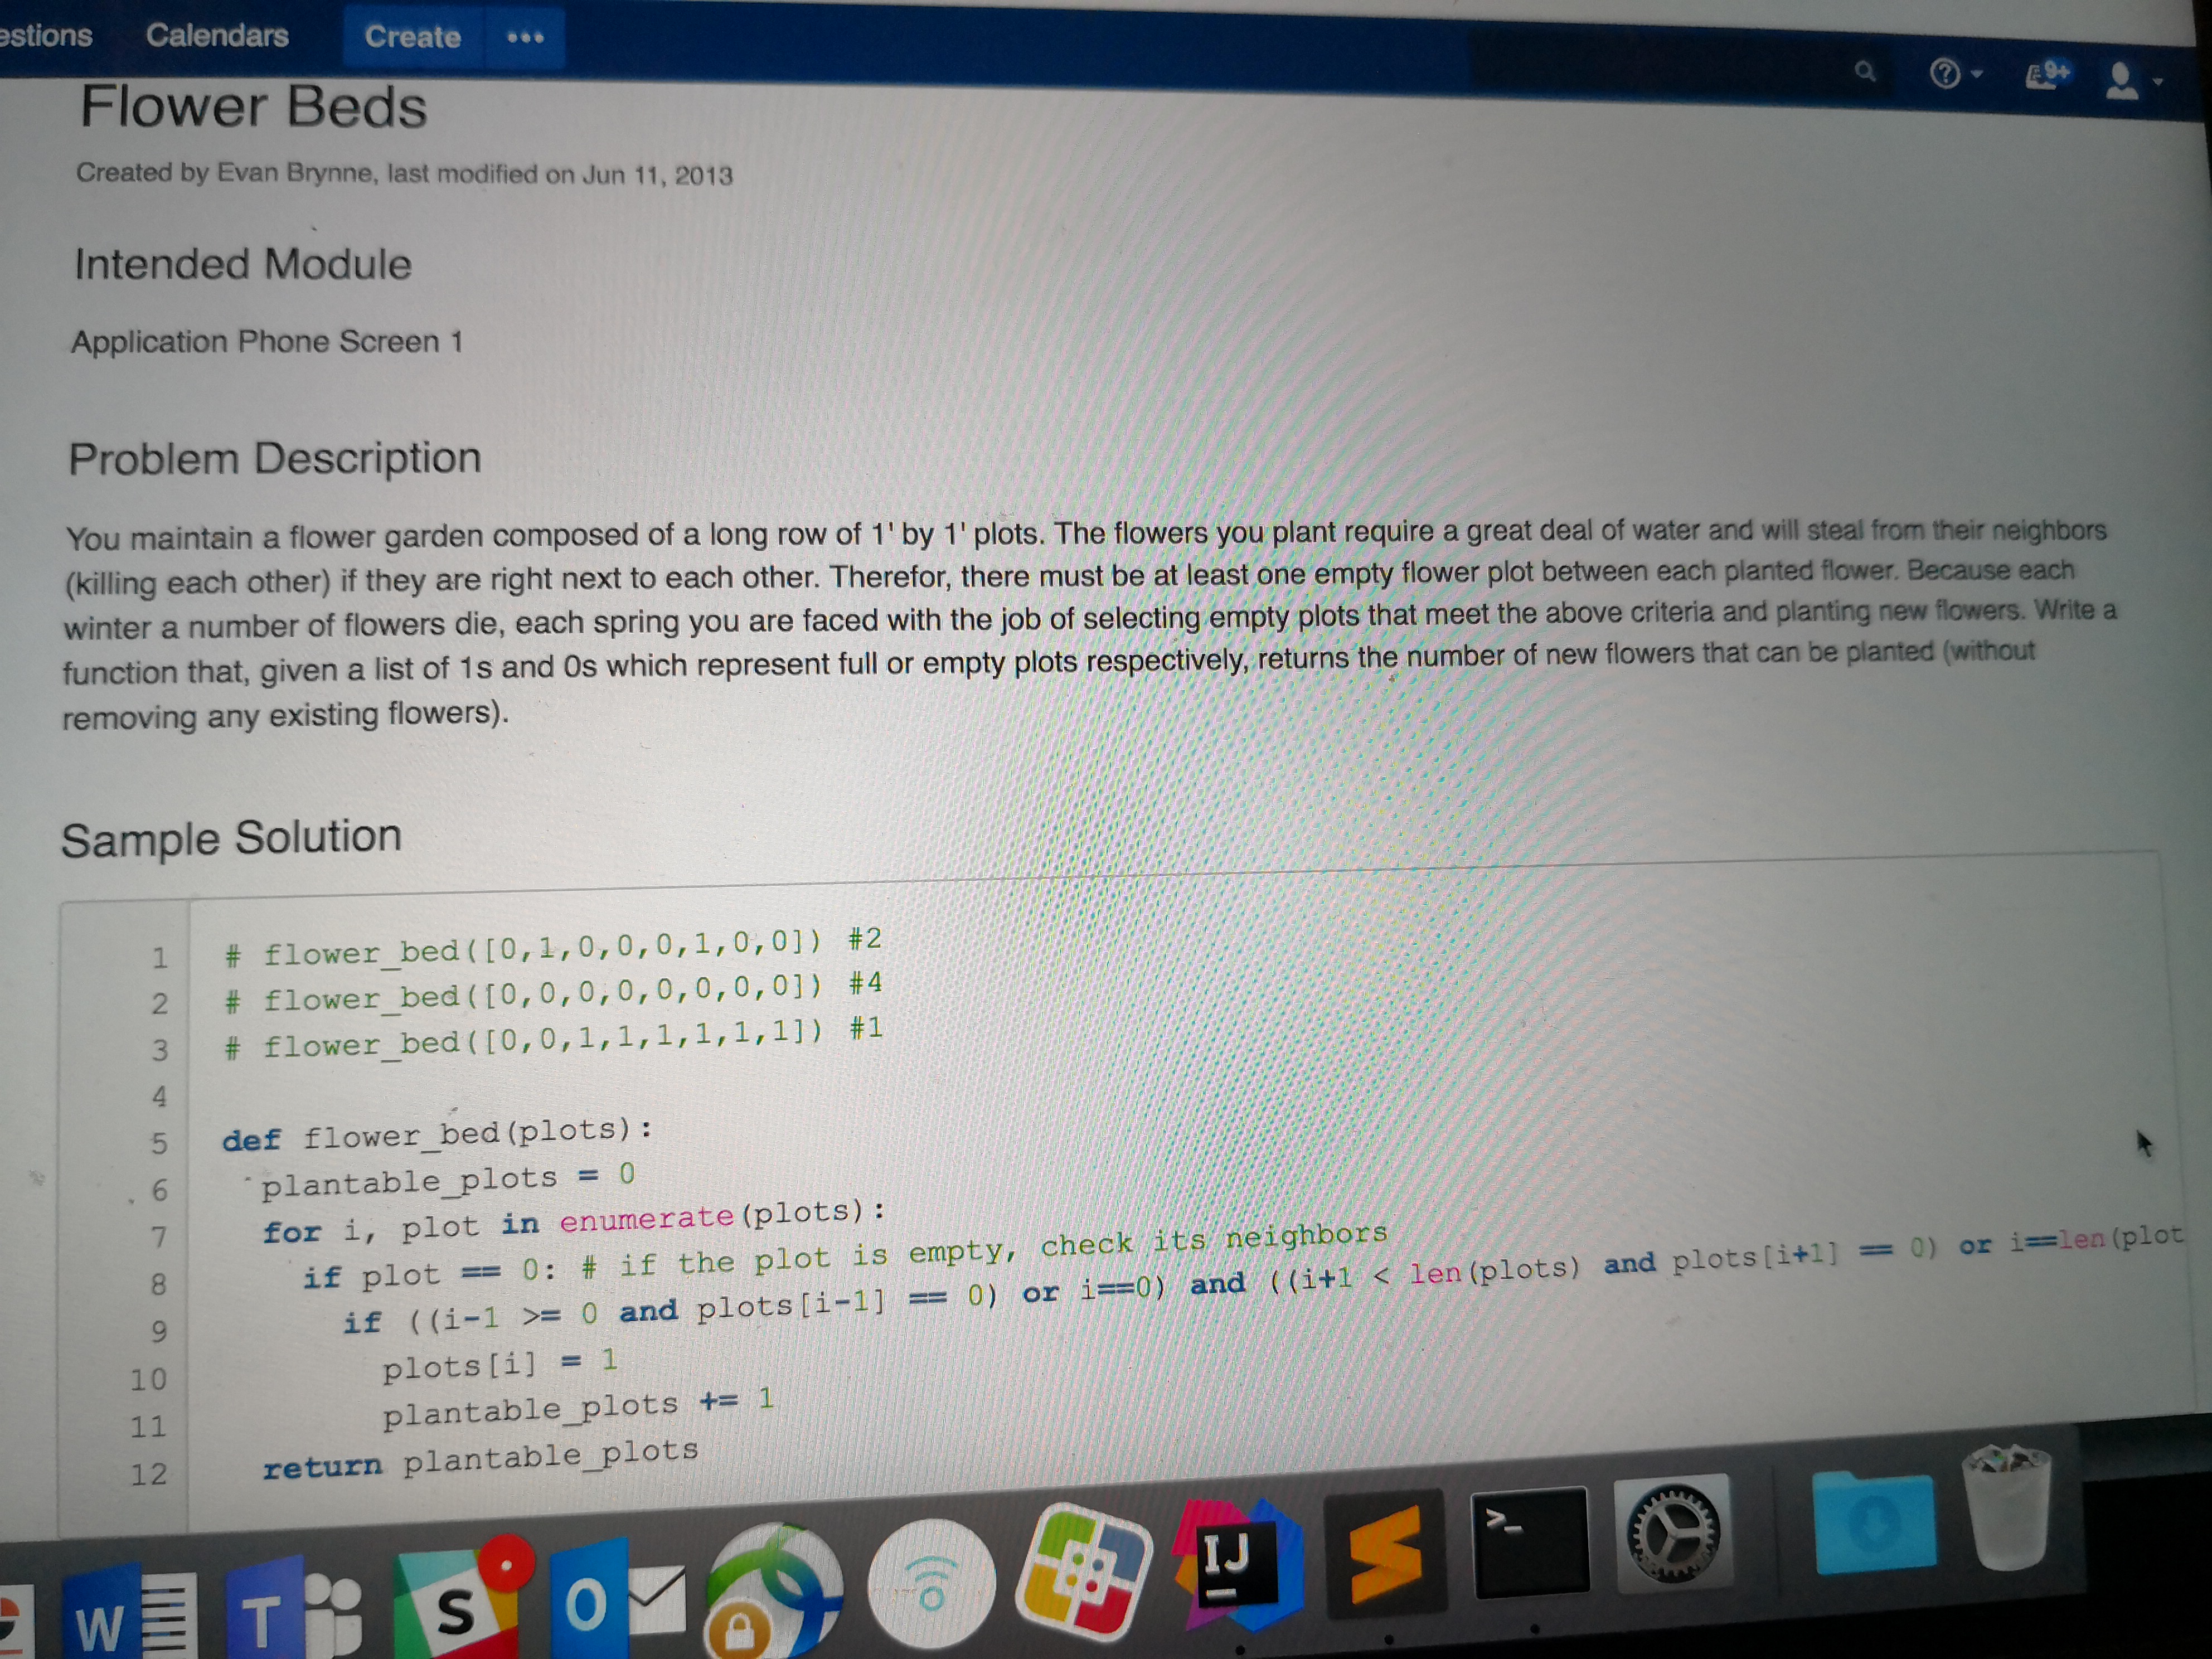 estions Calendars Create •••
9+
Flower Beds
Created by Evan Brynne, last modified on Jun 11, 2013
Intended Module
Application Phone Screen 1
Problem Description
You maintain a flower garden composed of a long row of 1' by 1' plots. The flowers you plant require a great deal of water and will steal from their neighbors
(killing each other) if they are right next to each other. Therefor, there must be at least one empty flower plot between each planted flower. Because each
winter a number of flowers die, each spring you are faced with the job of selecting empty plots that meet the above criteria and planting new flowers. Write a
function that, given a list of 1s and 0s which represent full or empty plots respectively, returns the number of new flowers that can be planted (without
removing any existing flowers).
Sample Solution
1 # flower_bed([0,1,0,0,0,1,0,0]) #2
2 # flower_bed([0,0,0,0,0,0,0,0]) #4
3 # flower_bed([0,0,1,1,1,1,1,1]) #1
4
5 def flower_bed(plots):
6 plantable_plots = 0
7 for i, plot in enumerate(plots):
8 if plot == 0: # if the plot is empty, check its neighbors
9 if ((i-1 >= 0 and plots[i-1] == 0) or i==0) and ((i+1 < len(plots) and plots[i+1] == 0) or i==len(plot
10 plots[i] = 1
11 plantable_plots += 1
12 return plantable_plots
W T S O IJ >_